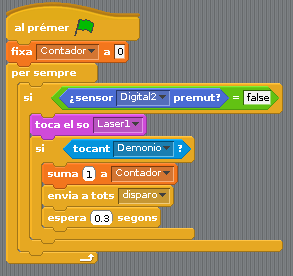 al prémer
fixa Contador a 0
per sempre
si ¿sensor Digital2 premut? = false
toca el so Laser1
si tocant Demonio ?
suma 1 a Contador
envia a tots disparo
espera 0.3 segons